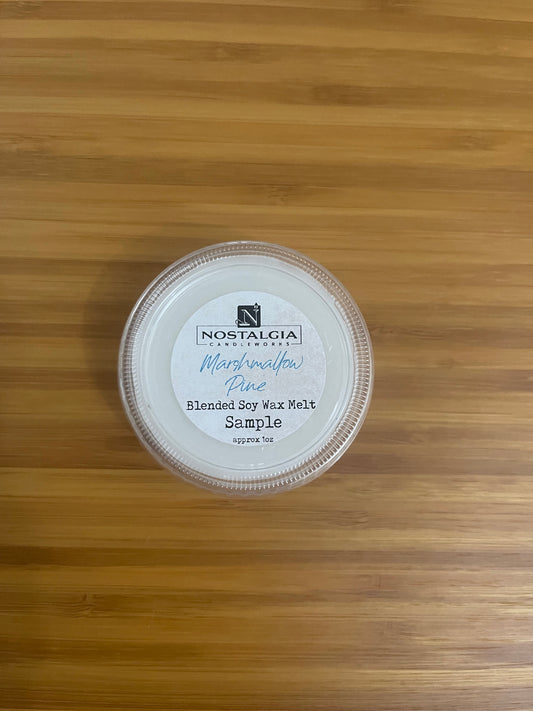 N
NOSTALGIA
CANDLEWORKS
Marshmallow
Pine
Blended Soy Wax Melt
Sample
approx 1oz